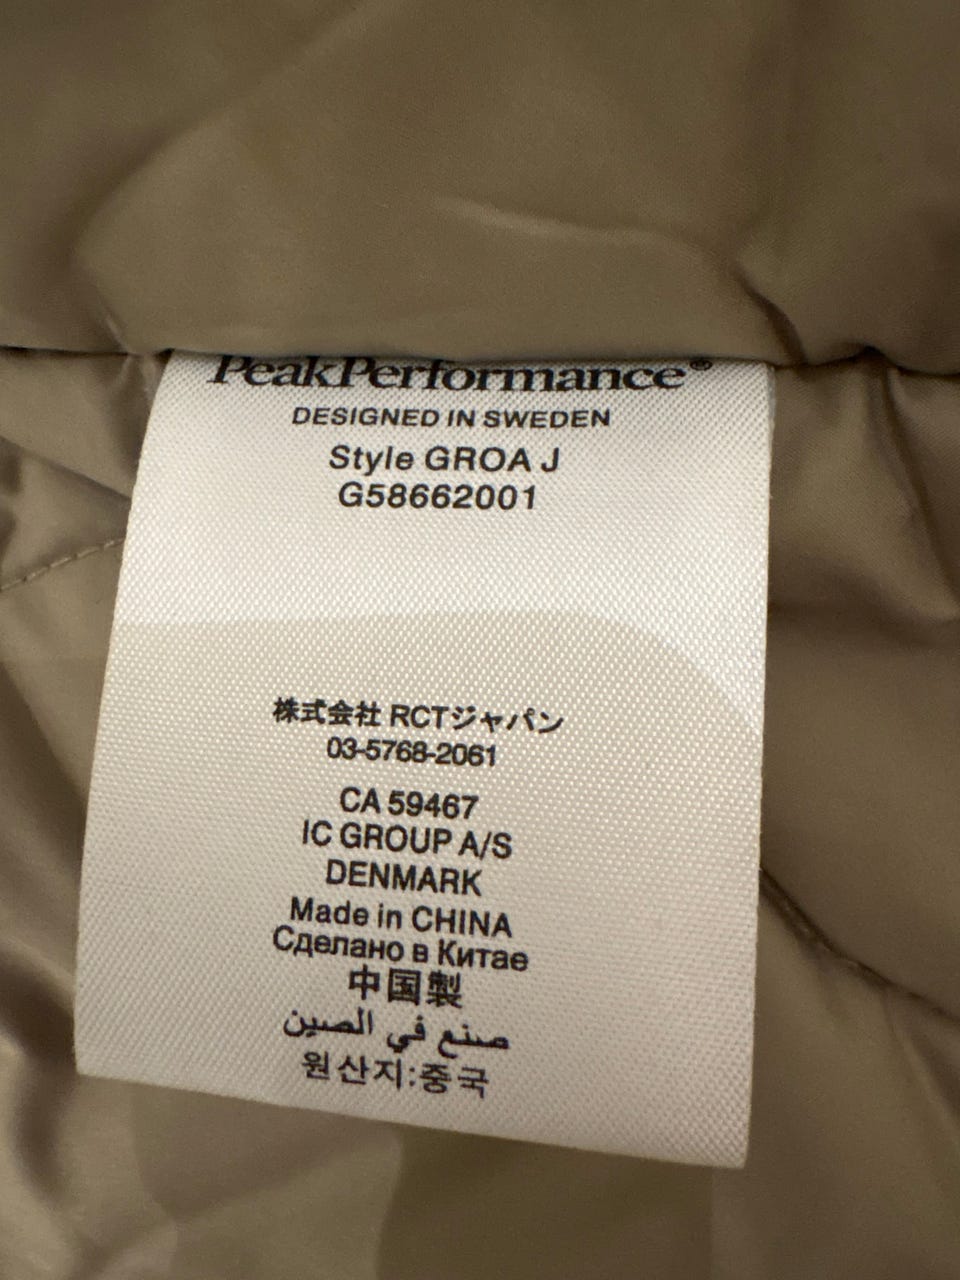 PeakPerformance®
DESIGNED IN SWEDEN
Style GROA J
G58662001
株式会社 RCTジャパン
03-5768-2061
CA 59467
IC GROUP A/S
DENMARK
Made in CHINA
Сделано в Китае
中国製
صنع في الصين
원산지:중국